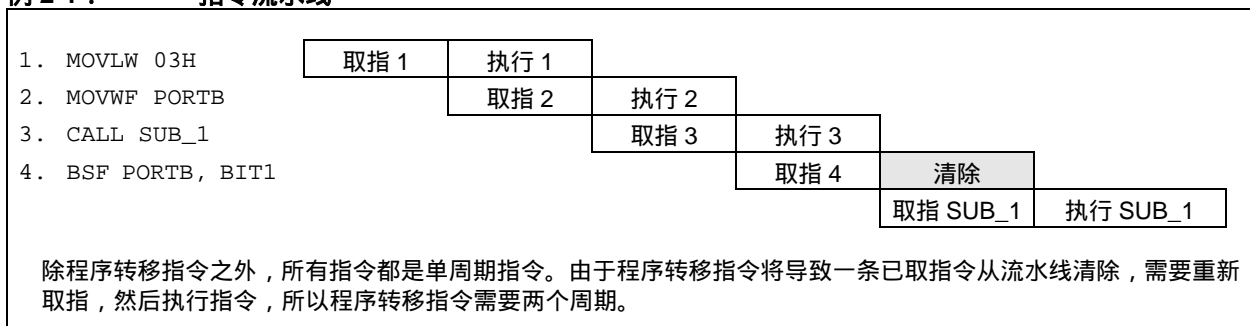 1. MOVLW 03H 取指 1 执行 1
2. MOVWF PORTB 取指 2 执行 2
3. CALL SUB_1 取指 3 执行 3
4. BSF PORTB, BIT1 取指 4 清除
取指 SUB_1 执行 SUB_1
除程序转移指令之外，所有指令都是单周期指令。由于程序转移指令将导致一条已取指令从流水线清除，需要重新
取指，然后执行指令，所以程序转移指令需要两个周期。